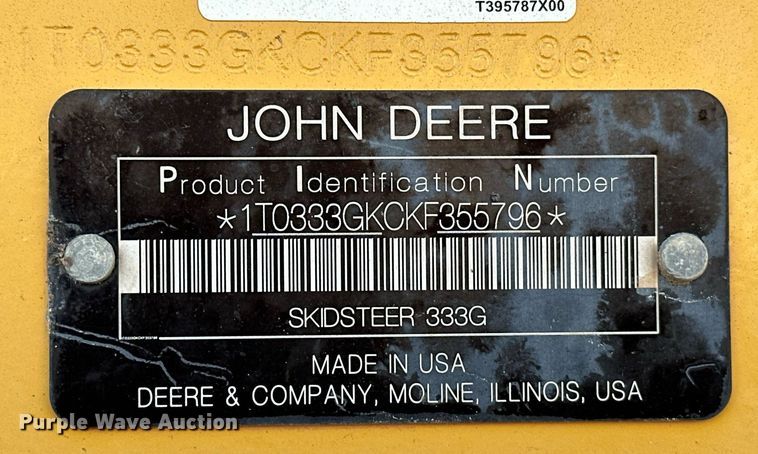 T395787X00
1T0333GKCKF355796*
JOHN DEERE
Product Identification Number
*1T0333GKCKF355796*
1T0333GKCKF355796
SKIDSTEER 333G
MADE IN USA
DEERE & COMPANY, MOLINE, ILLINOIS, USA
Purple Wave Auction